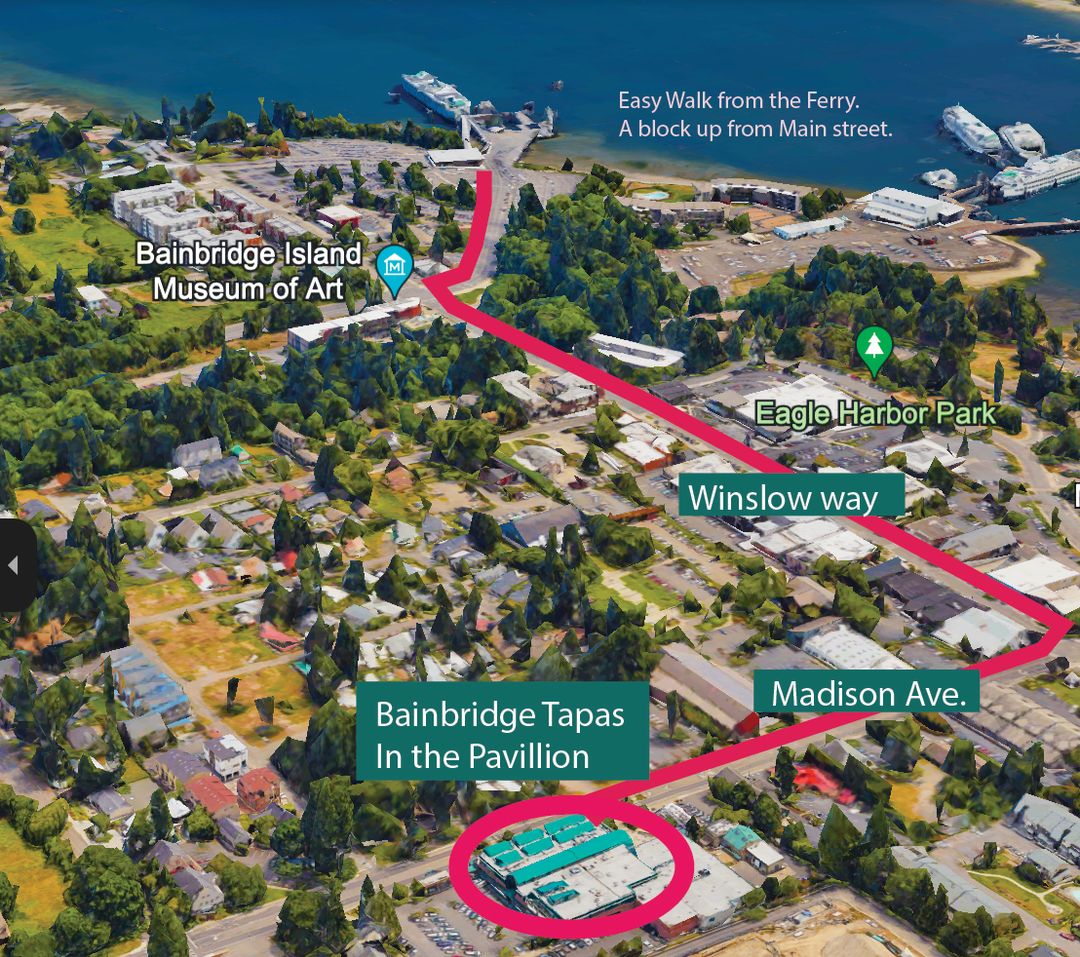 Easy Walk from the Ferry.
A block up from Main street.
Bainbridge Island
Museum of Art
M
Eagle Harbor Park
Winslow way
Madison Ave.
Bainbridge Tapas
In the Pavillion